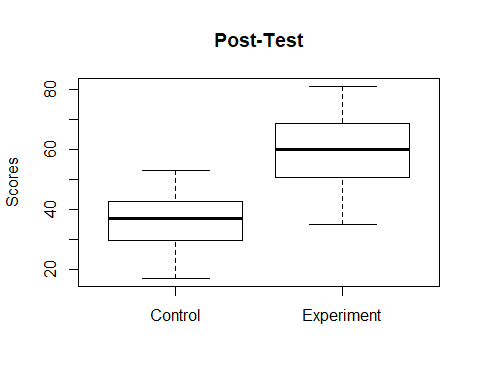 Post-Test
Scores
80
60
40
20
Control
Experiment